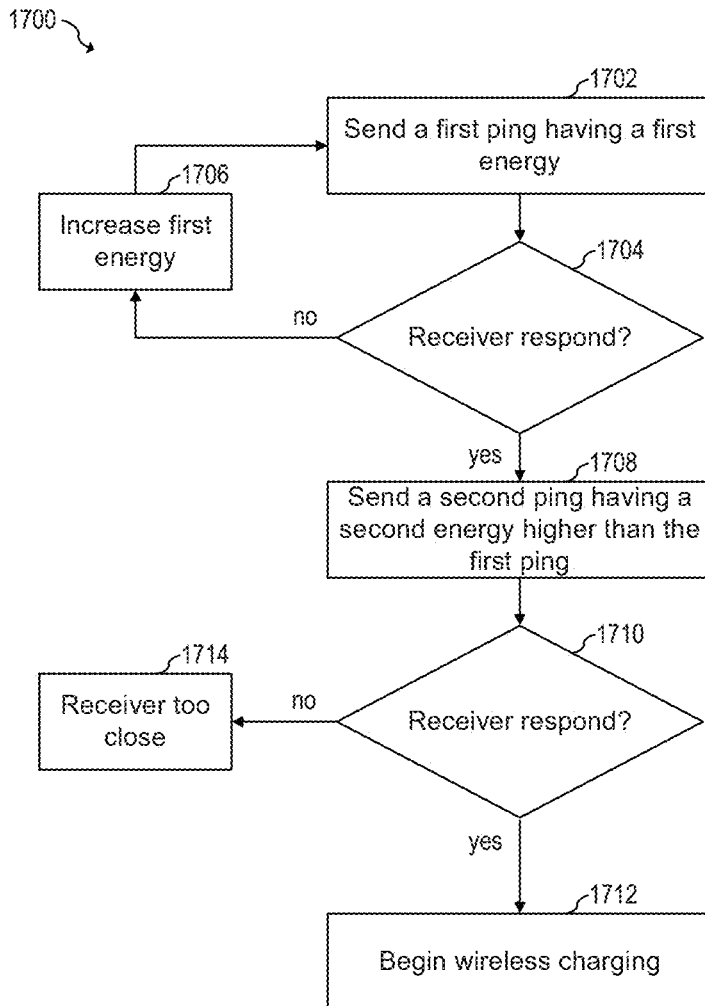 1700
1702
Send a first ping having a first
energy
1706
Increase first
energy
1704
no
Receiver respond?
yes
1708
Send a second ping having a
second energy higher than the
first ping
1710
1714
Receiver too
close
no
Receiver respond?
yes
1712
Begin wireless charging